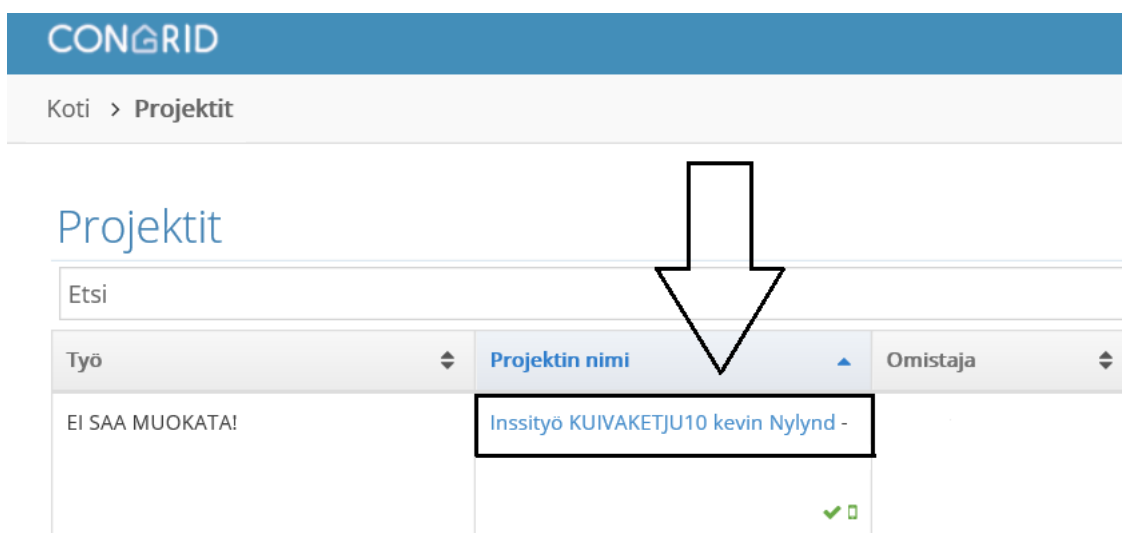 CONGRID
Koti > Projektit
Projektit
Etsi
Työ Projektin nimi Omistaja
EI SAA MUOKATA! Inssityö KUIVAKETJU10 kevin Nylynd -